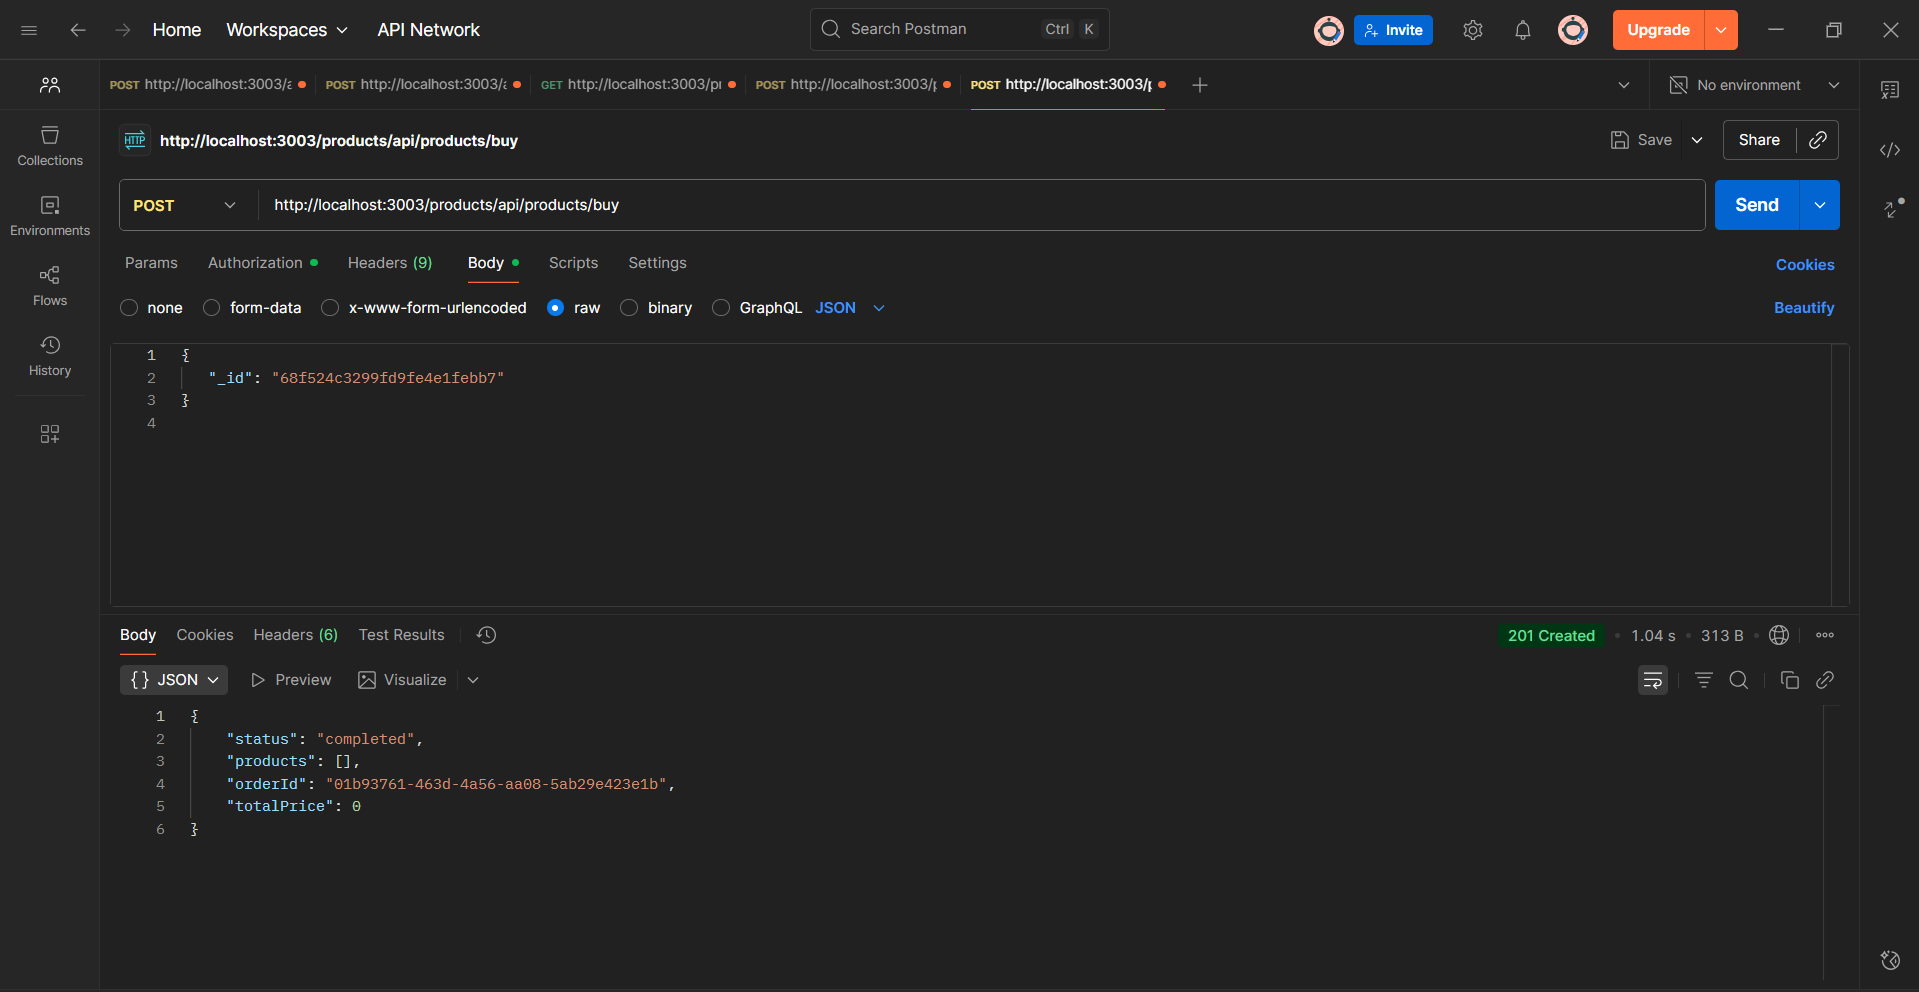 Home Workspaces API Network Search Postman Ctrl K Invite Upgrade
POST http://localhost:3003/a POST http://localhost:3003/a GET http://localhost:3003/pr POST http://localhost:3003/p POST http://localhost:3003/p No environment
HTTP http://localhost:3003/products/api/products/buy Save Share
Collections
Environments
Flows
History
POST http://localhost:3003/products/api/products/buy Send
Params Authorization Headers (9) Body Scripts Settings Cookies
none form-data x-www-form-urlencoded raw binary GraphQL JSON Beautify
1 {
2 "_id": "68f524c3299fd9fe4e1febb7"
3 }
4
Body Cookies Headers (6) Test Results 201 Created • 1.04 s • 313 B
{} JSON Preview Visualize
1 {
2 "status": "completed",
3 "products": [],
4 "orderId": "01b93761-463d-4a56-aa08-5ab29e423e1b",
5 "totalPrice": 0
6 }